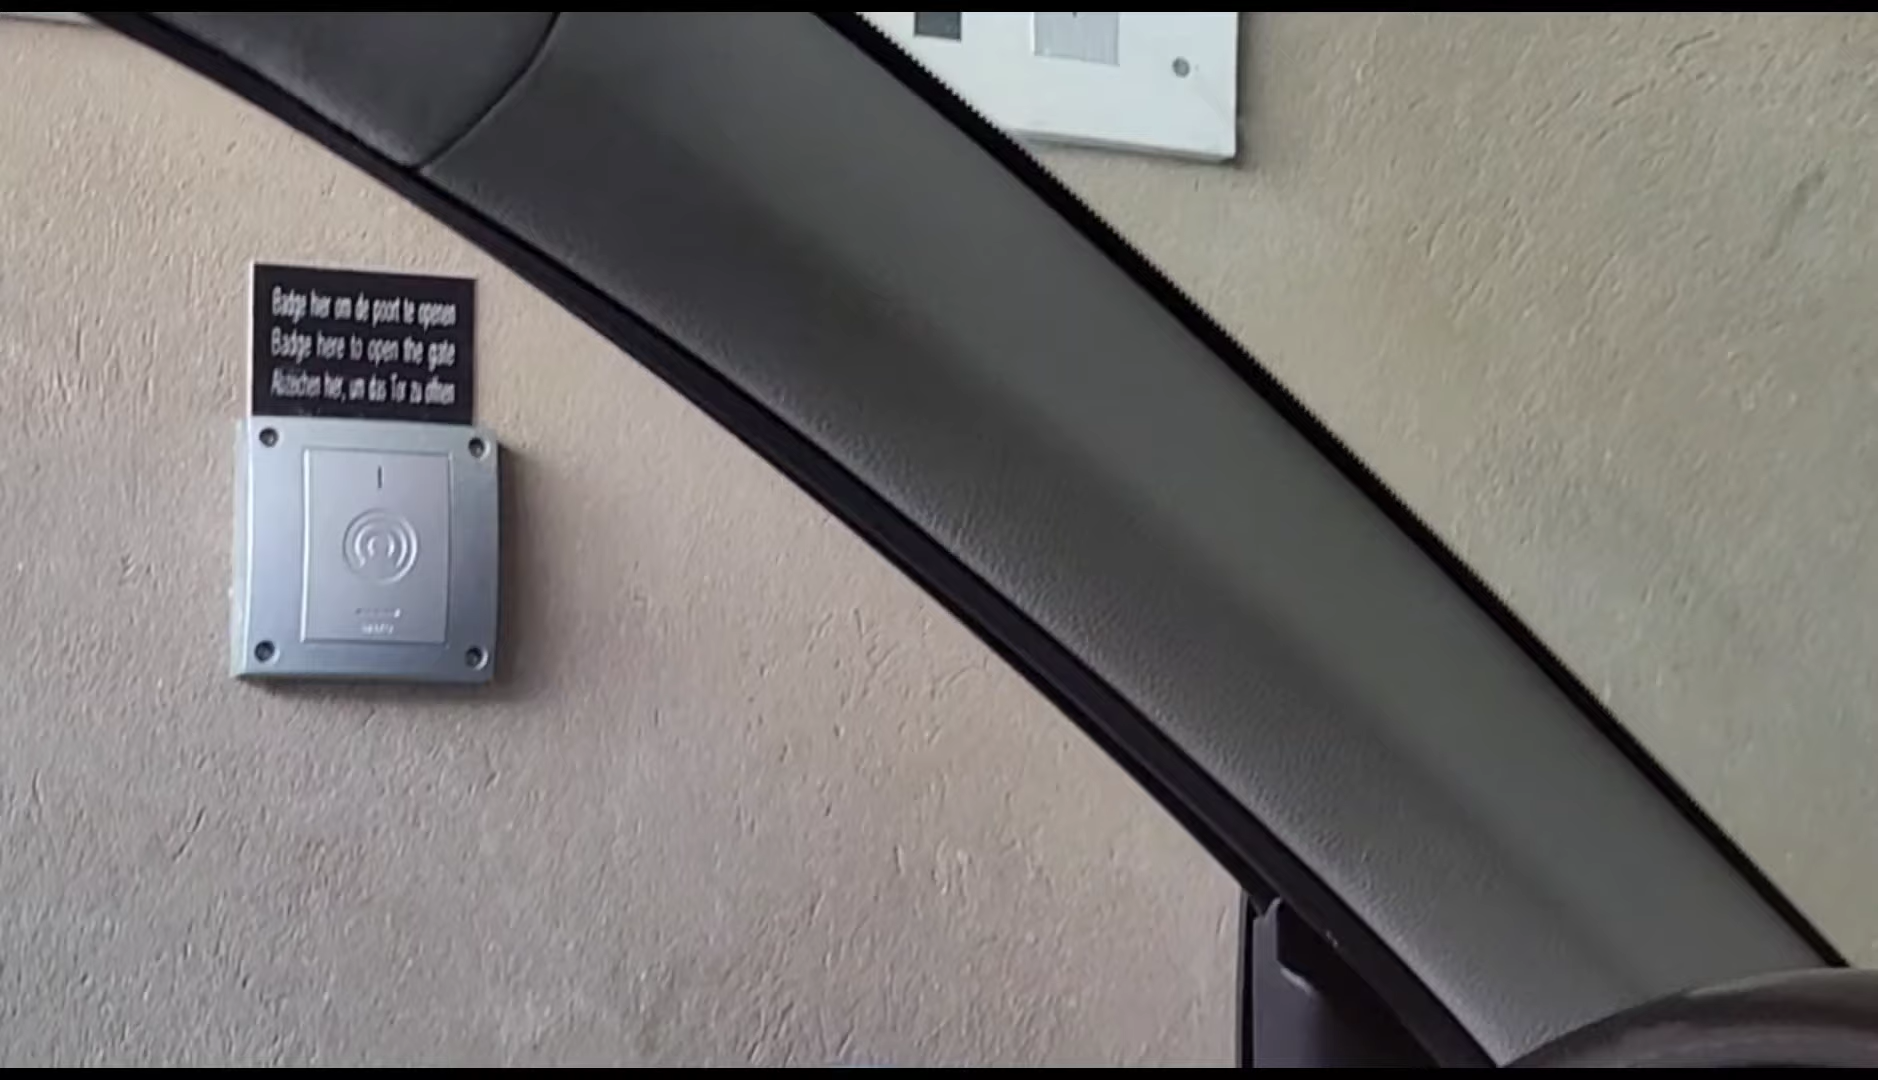 Badge hier om de poort te openen
Badge here to open the gate
Abzeichen hier, um das Tor zu öffnen